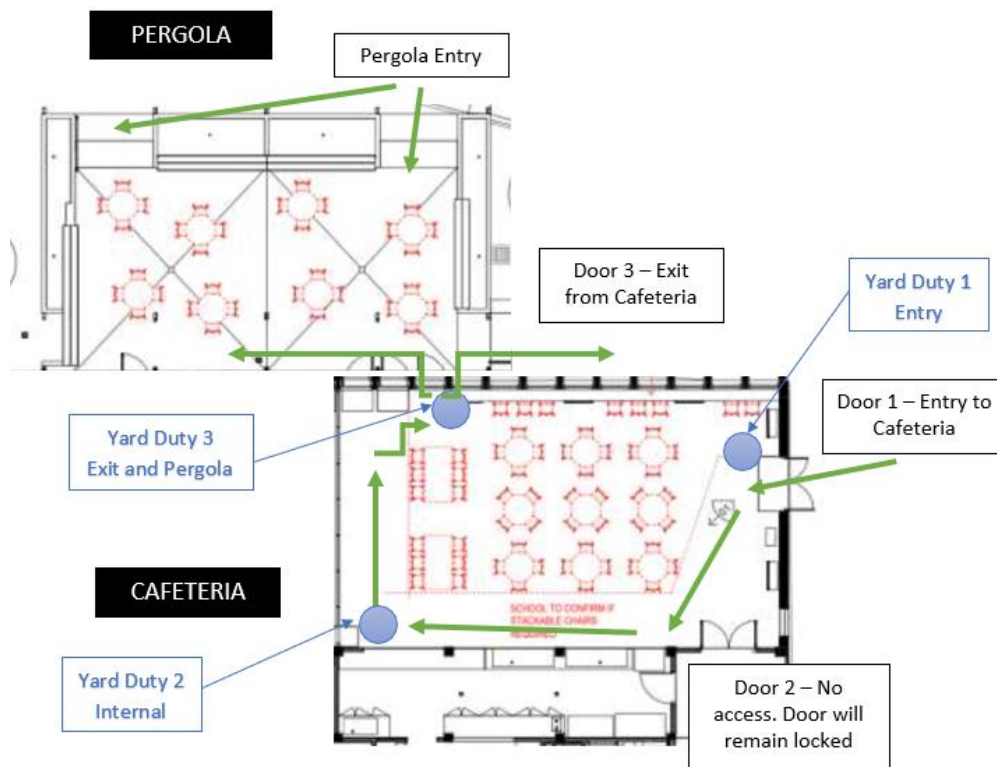 PERGOLA
Pergola Entry
Door 3 – Exit
from Cafeteria
Yard Duty 1
Entry
Door 1 – Entry to
Cafeteria
Yard Duty 3
Exit and Pergola
CAFETERIA
SCHOOL TO CONFIRM IF
STACKABLE CHAIRS
REQUIRED
Yard Duty 2
Internal
Door 2 – No
access. Door will
remain locked